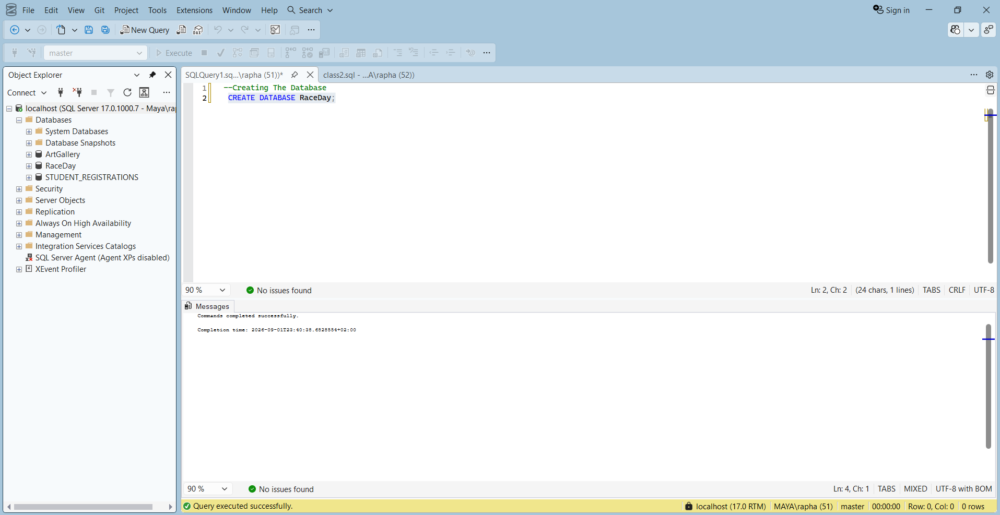 File Edit View Git Project Tools Extensions Window Help Search Sign in
New Query DAX
master Execute
Object Explorer
SQLQuery1.sq...\rapha (51))* class2.sql - ...A\rapha (52))
Connect
localhost (SQL Server 17.0.1000.7 - Maya\ra
Databases
System Databases
Database Snapshots
ArtGallery
RaceDay
STUDENT_REGISTRATIONS
Security
Server Objects
Replication
Always On High Availability
Management
Integration Services Catalogs
SQL Server Agent (Agent XPs disabled)
XEvent Profiler
1 --Creating The Database
2 CREATE DATABASE RaceDay;
90 % No issues found Ln: 2, Ch: 2 (24 chars, 1 lines) TABS CRLF UTF-8
Messages
Commands completed successfully.
Completion time: 2026-09-01T23:40:38.6828554+02:00
90 % No issues found Ln: 4, Ch: 1 TABS MIXED UTF-8 with BOM
Query executed successfully. localhost (17.0 RTM) MAYA\rapha (51) master 00:00:00 Row: 0, Col: 0 0 rows